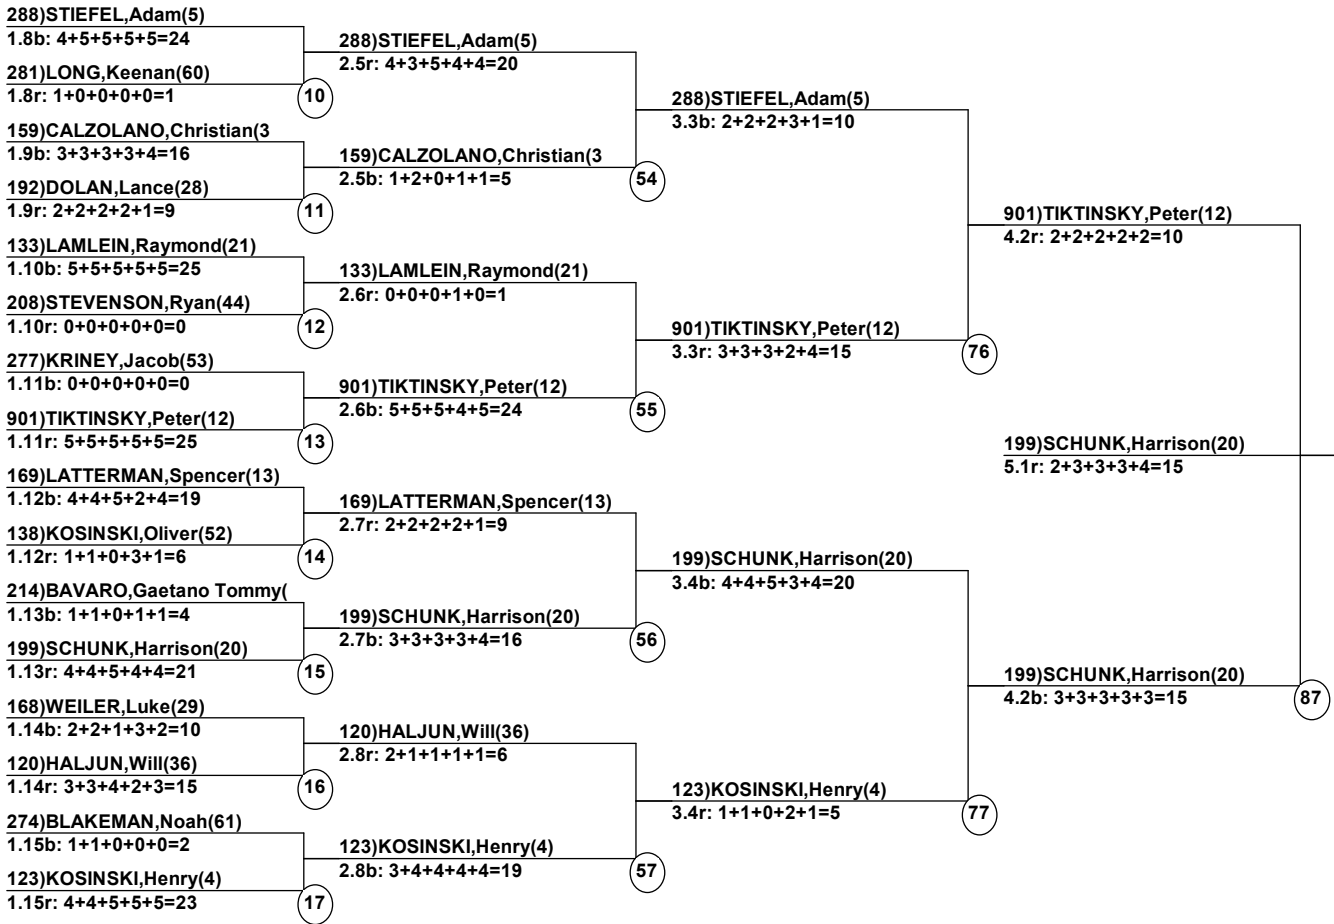 288)STIEFEL,Adam(5)
1.8b: 4+5+5+5+5=24
281)LONG,Keenan(60)
1.8r: 1+0+0+0+0=1
10
159)CALZOLANO,Christian(3
1.9b: 3+3+3+3+4=16
192)DOLAN,Lance(28)
1.9r: 2+2+2+2+1=9
11
133)LAMLEIN,Raymond(21)
1.10b: 5+5+5+5+5=25
208)STEVENSON,Ryan(44)
1.10r: 0+0+0+0+0=0
12
277)KRINEY,Jacob(53)
1.11b: 0+0+0+0+0=0
901)TIKTINSKY,Peter(12)
1.11r: 5+5+5+5+5=25
13
169)LATTERMAN,Spencer(13)
1.12b: 4+4+5+2+4=19
138)KOSINSKI,Oliver(52)
1.12r: 1+1+0+3+1=6
14
214)BAVARO,Gaetano Tommy(
1.13b: 1+1+0+1+1=4
199)SCHUNK,Harrison(20)
1.13r: 4+4+5+4+4=21
15
168)WEILER,Luke(29)
1.14b: 2+2+1+3+2=10
120)HALJUN,Will(36)
1.14r: 3+3+4+2+3=15
16
274)BLAKEMAN,Noah(61)
1.15b: 1+1+0+0+0=2
123)KOSINSKI,Henry(4)
1.15r: 4+4+5+5+5=23
17
288)STIEFEL,Adam(5)
2.5r: 4+3+5+4+4=20
159)CALZOLANO,Christian(3
2.5b: 1+2+0+1+1=5
54
133)LAMLEIN,Raymond(21)
2.6r: 0+0+0+1+0=1
901)TIKTINSKY,Peter(12)
2.6b: 5+5+5+4+5=24
55
169)LATTERMAN,Spencer(13)
2.7r: 2+2+2+2+1=9
199)SCHUNK,Harrison(20)
2.7b: 3+3+3+3+4=16
56
120)HALJUN,Will(36)
2.8r: 2+1+1+1+1=6
123)KOSINSKI,Henry(4)
2.8b: 3+4+4+4+4=19
57
288)STIEFEL,Adam(5)
3.3b: 2+2+2+3+1=10
901)TIKTINSKY,Peter(12)
3.3r: 3+3+3+2+4=15
76
199)SCHUNK,Harrison(20)
3.4b: 4+4+5+3+4=20
123)KOSINSKI,Henry(4)
3.4r: 1+1+0+2+1=5
77
901)TIKTINSKY,Peter(12)
4.2r: 2+2+2+2+2=10
199)SCHUNK,Harrison(20)
4.2b: 3+3+3+3+3=15
87
199)SCHUNK,Harrison(20)
5.1r: 2+3+3+3+4=15